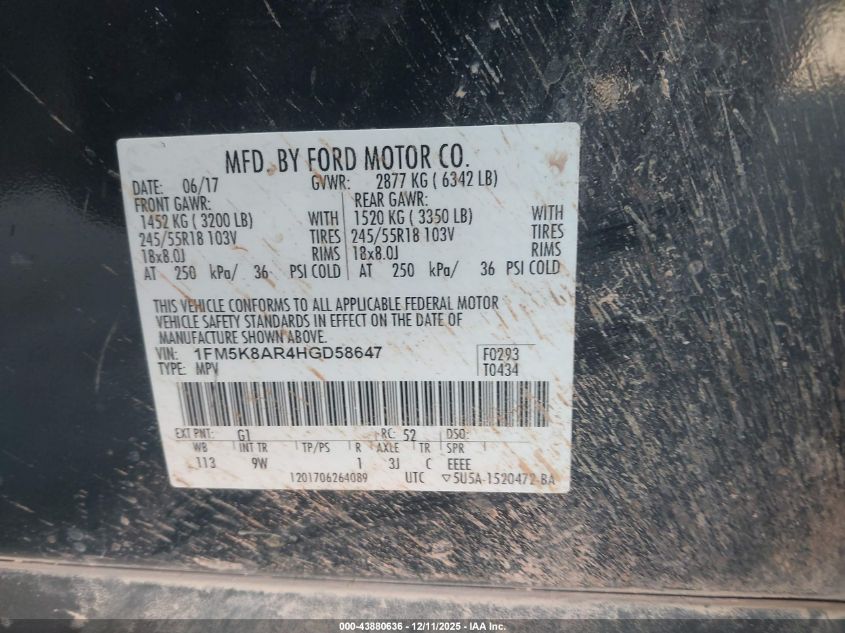 MFD. BY FORD MOTOR CO.
DATE: 06/17 GVWR: 2877 KG ( 6342 LB)
FRONT GAWR: REAR GAWR:
1452 KG ( 3200 LB) WITH 1520 KG ( 3350 LB) WITH
245/55R18 103V TIRES 245/55R18 103V TIRES
18x8.0J RIMS 18x8.0J RIMS
AT 250 kPa/ 36 PSI COLD AT 250 kPa/ 36 PSI COLD
THIS VEHICLE CONFORMS TO ALL APPLICABLE FEDERAL MOTOR
VEHICLE SAFETY STANDARDS IN EFFECT ON THE DATE OF
MANUFACTURE SHOWN ABOVE.
VIN: 1FM5K8AR4HGD58647 F0293
TYPE: MPV T0434
EXT PNT: G1 RC: 52 DSO:
WB INT TR TP/PS R AXLE TR SPR
113 9W 1 3J C EEEE
1201706264089 UTC ▽5U5A-1520472-BA
000-43880636 - 12/11/2025 - IAA Inc.